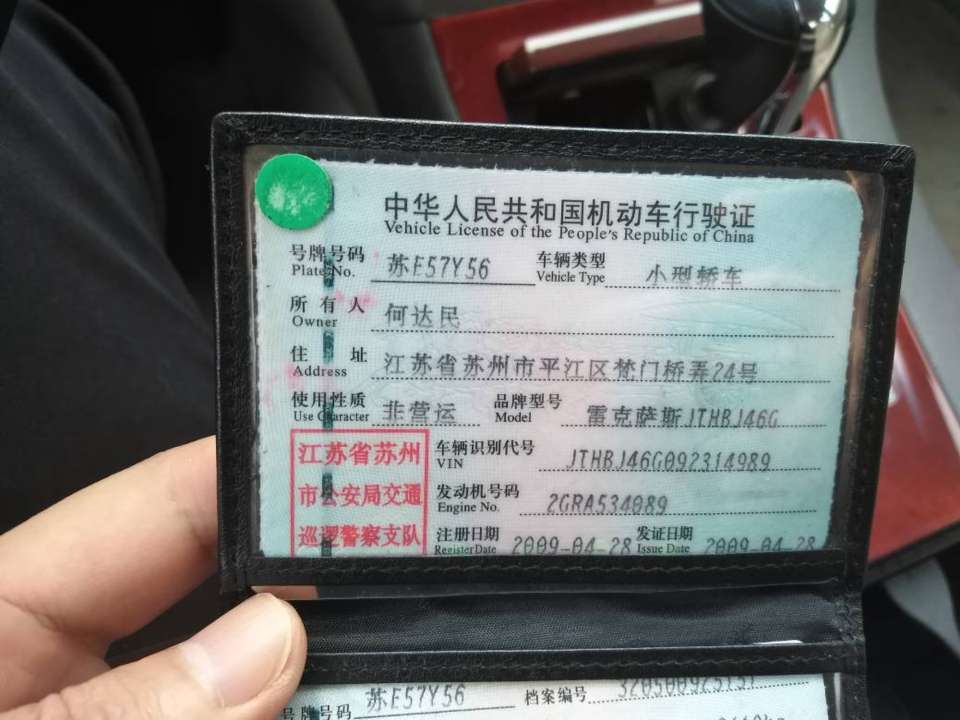 中华人民共和国机动车行驶证
Vehicle License of the People's Republic of China
号牌号码 苏E57Y56 车辆类型 小型轿车
Plate No. Vehicle Type
所有人 何达民
Owner
住址 江苏省苏州市平江区梵门桥弄24号
Address
使用性质 非营运 品牌型号 雷克萨斯JTHBJ46G
Use Character Model
江苏省苏州
市公安局交通
巡逻警察支队
车辆识别代号 JTHBJ46G092314989
VIN
发动机号码 2GRA534089
Engine No.
注册日期 2009-04-28 发证日期 2009-04-28
Register Date Issue Date
号牌号码 苏E57Y56 档案编号